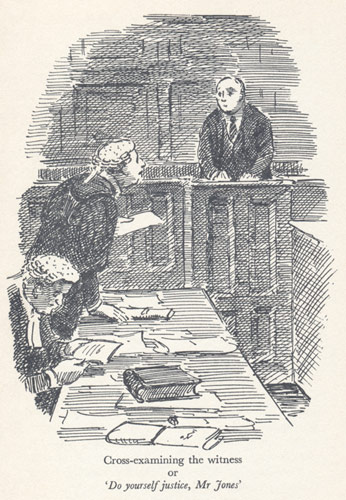 Cross-examining the witness
or
'Do yourself justice, Mr Jones'